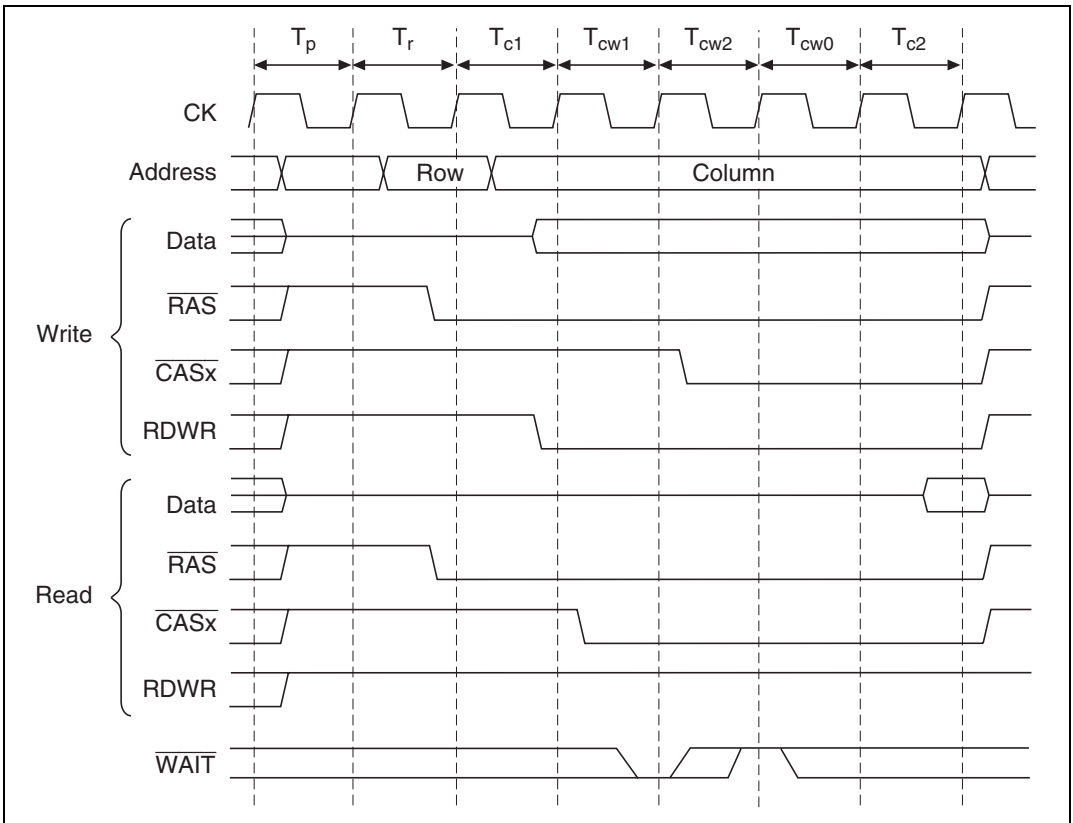 Tp Tr Tc1 Tcw1 Tcw2 Tcw0 Tc2
CK
Address Row Column
Write
Data
RAS
CASx
RDWR
Read
Data
RAS
CASx
RDWR
WAIT